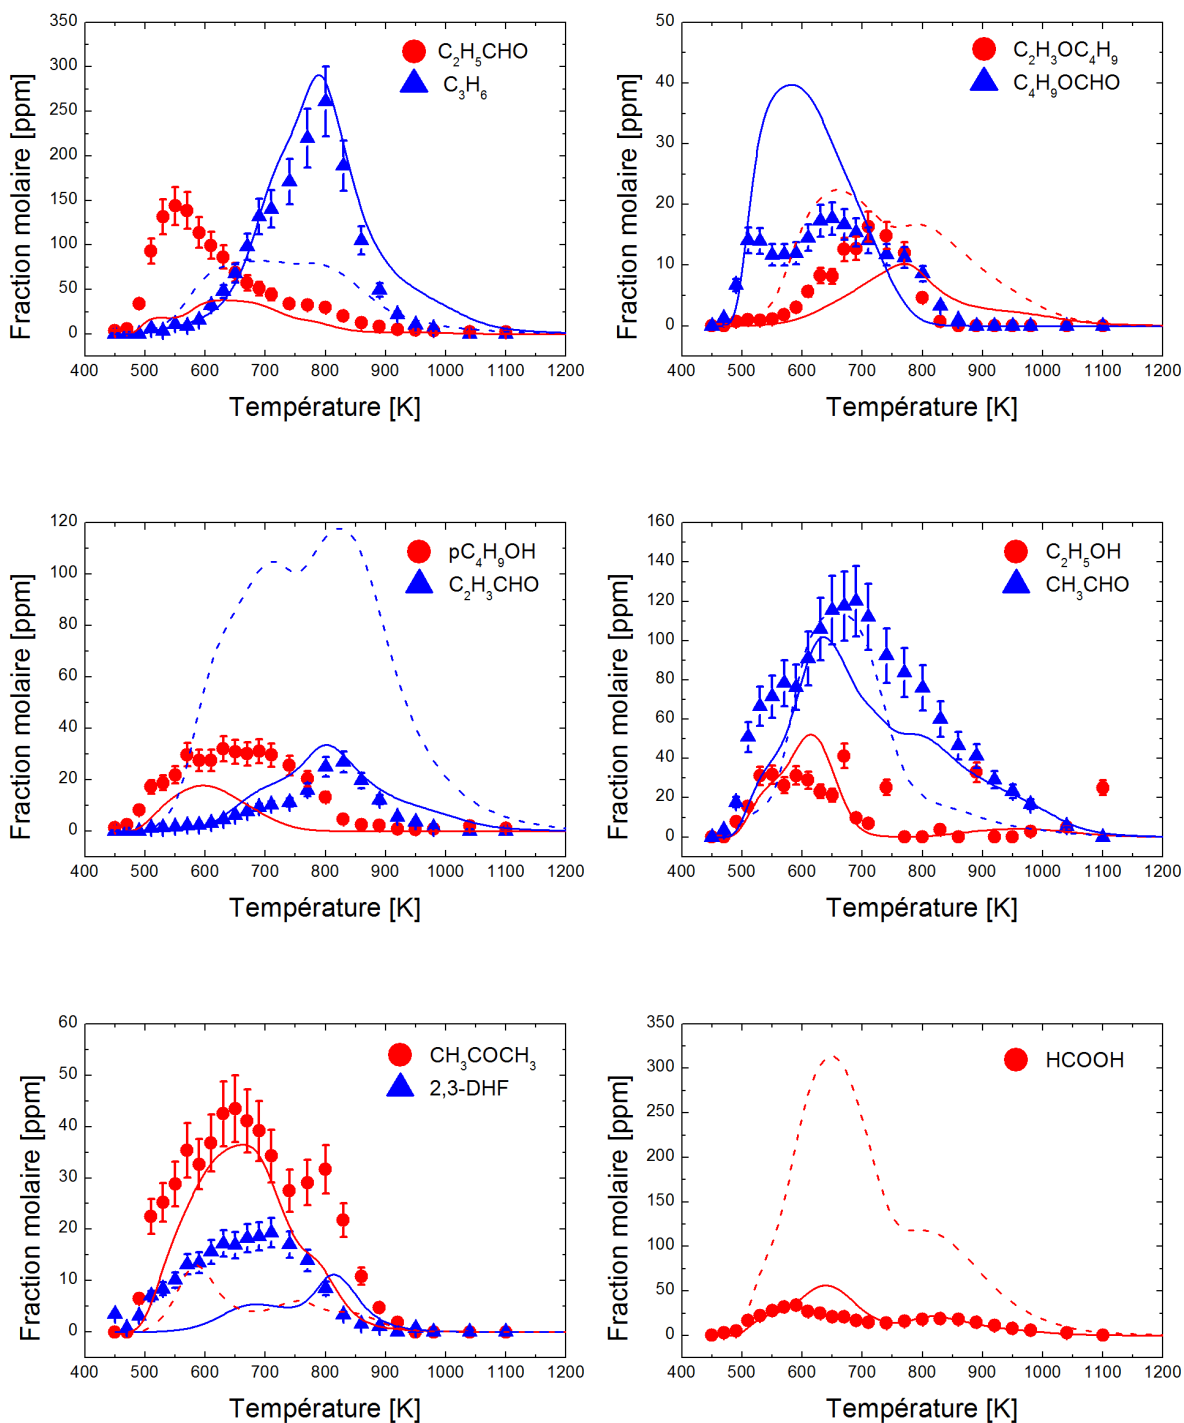 Fraction molaire [ppm]
350
300
250
200
150
100
50
0
C₂H₅CHO
C₃H₆
400 500 600 700 800 900 1000 1100 1200
Température [K]
Fraction molaire [ppm]
50
40
30
20
10
0
C₂H₃OC₄H₉
C₄H₉OCHO
400 500 600 700 800 900 1000 1100 1200
Température [K]
Fraction molaire [ppm]
120
100
80
60
40
20
0
pC₄H₉OH
C₂H₃CHO
400 500 600 700 800 900 1000 1100 1200
Température [K]
Fraction molaire [ppm]
160
140
120
100
80
60
40
20
0
C₂H₅OH
CH₃CHO
400 500 600 700 800 900 1000 1100 1200
Température [K]
Fraction molaire [ppm]
60
50
40
30
20
10
0
CH₃COCH₃
2,3-DHF
400 500 600 700 800 900 1000 1100 1200
Température [K]
Fraction molaire [ppm]
350
300
250
200
150
100
50
0
HCOOH
400 500 600 700 800 900 1000 1100 1200
Température [K]